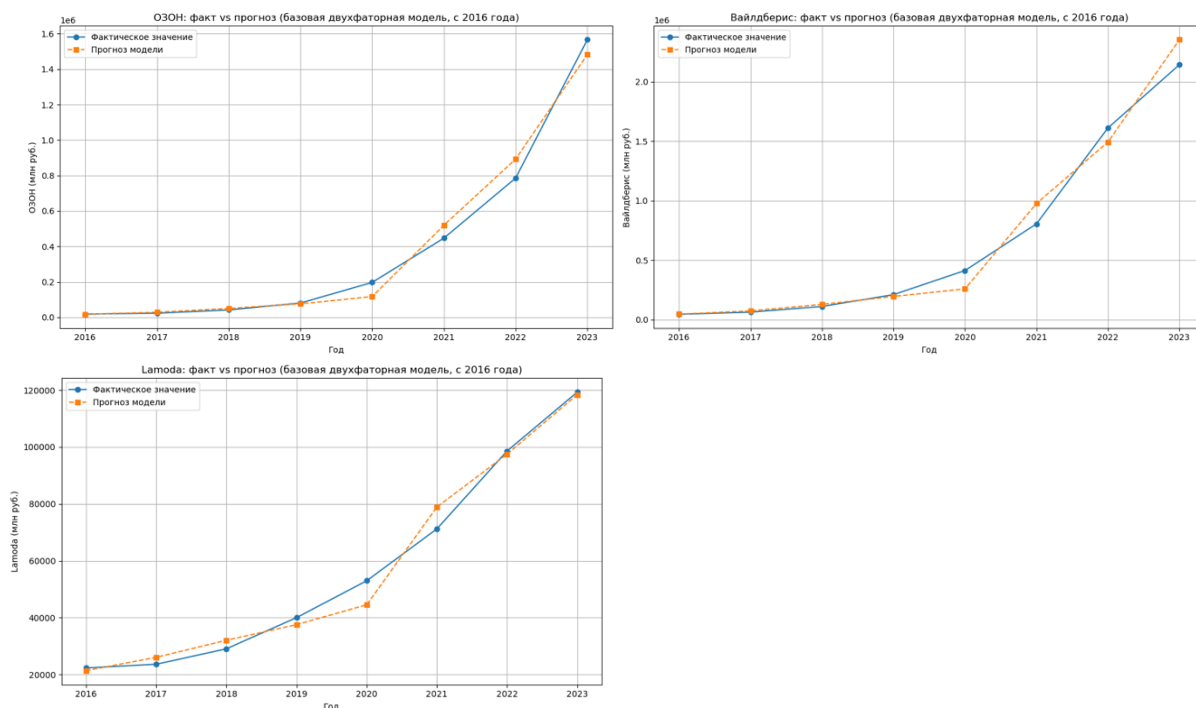 ОЗОН: факт vs прогноз (базовая двухфаторная модель, с 2016 года)
1e6
Фактическое значение
Прогноз модели
ОЗОН (млн руб.)
1.6
1.4
1.2
1.0
0.8
0.6
0.4
0.2
0.0
2016 2017 2018 2019 2020 2021 2022 2023
Год
Вайлдберис: факт vs прогноз (базовая двухфаторная модель, с 2016 года)
1e6
Фактическое значение
Прогноз модели
Вайлдберис (млн руб.)
2.0
1.5
1.0
0.5
0.0
2016 2017 2018 2019 2020 2021 2022 2023
Год
Lamoda: факт vs прогноз (базовая двухфаторная модель, с 2016 года)
Фактическое значение
Прогноз модели
Lamoda (млн руб.)
120000
100000
80000
60000
40000
20000
2016 2017 2018 2019 2020 2021 2022 2023
Год